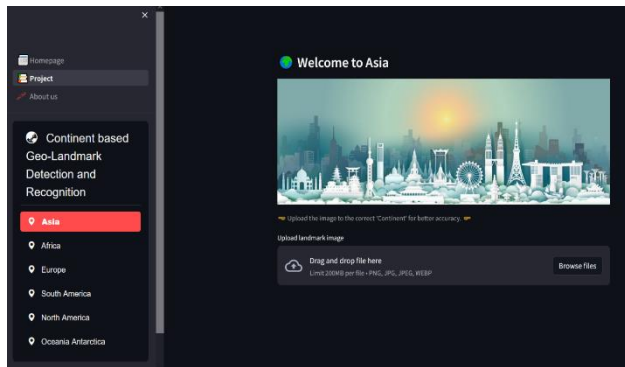 ×
Homepage
Project
About us
Continent based
Geo-Landmark
Detection and
Recognition
Asia
Africa
Europe
South America
North America
Oceania Antarctica
Welcome to Asia
Upload the image to the correct 'Continent' for better accuracy.
Upload landmark image
Drag and drop file here
Limit 200MB per file • PNG, JPG, JPEG, WEBP
Browse files